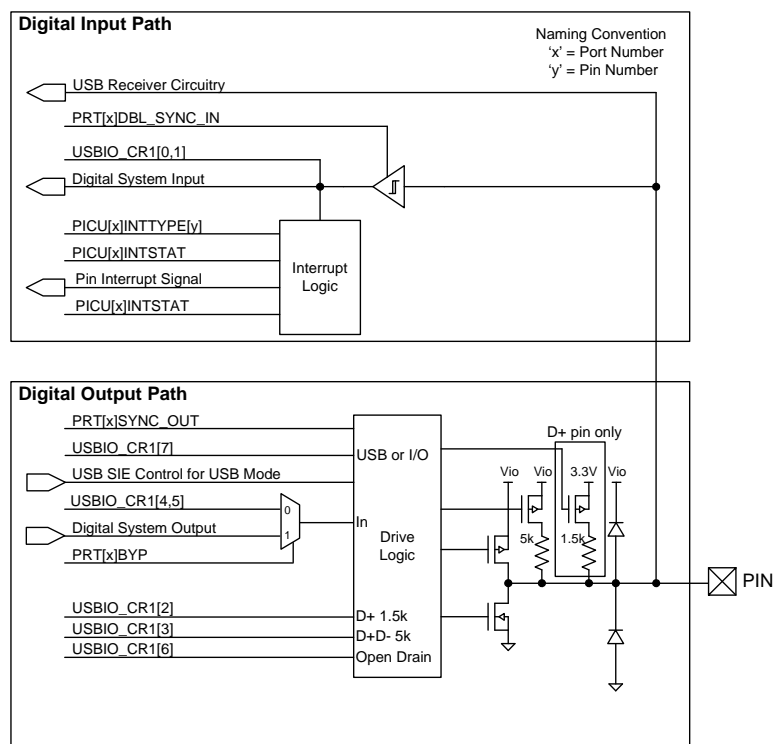 Digital Input Path
Naming Convention
'x' = Port Number
'y' = Pin Number
USB Receiver Circuitry
PRT[x]DBL_SYNC_IN
USBIO_CR1[0,1]
Digital System Input
PICU[x]INTTYPE[y]
PICU[x]INTSTAT
Pin Interrupt Signal
PICU[x]INTSTAT
Interrupt
Logic
Digital Output Path
PRT[x]SYNC_OUT
USBIO_CR1[7]
USB SIE Control for USB Mode
USBIO_CR1[4,5]
Digital System Output
PRT[x]BYP
0
1
USBIO_CR1[2]
USBIO_CR1[3]
USBIO_CR1[6]
USB or I/O
In
Drive
Logic
D+ 1.5k
D+D- 5k
Open Drain
D+ pin only
Vio
Vio
3.3V
Vio
5k
1.5k
PIN